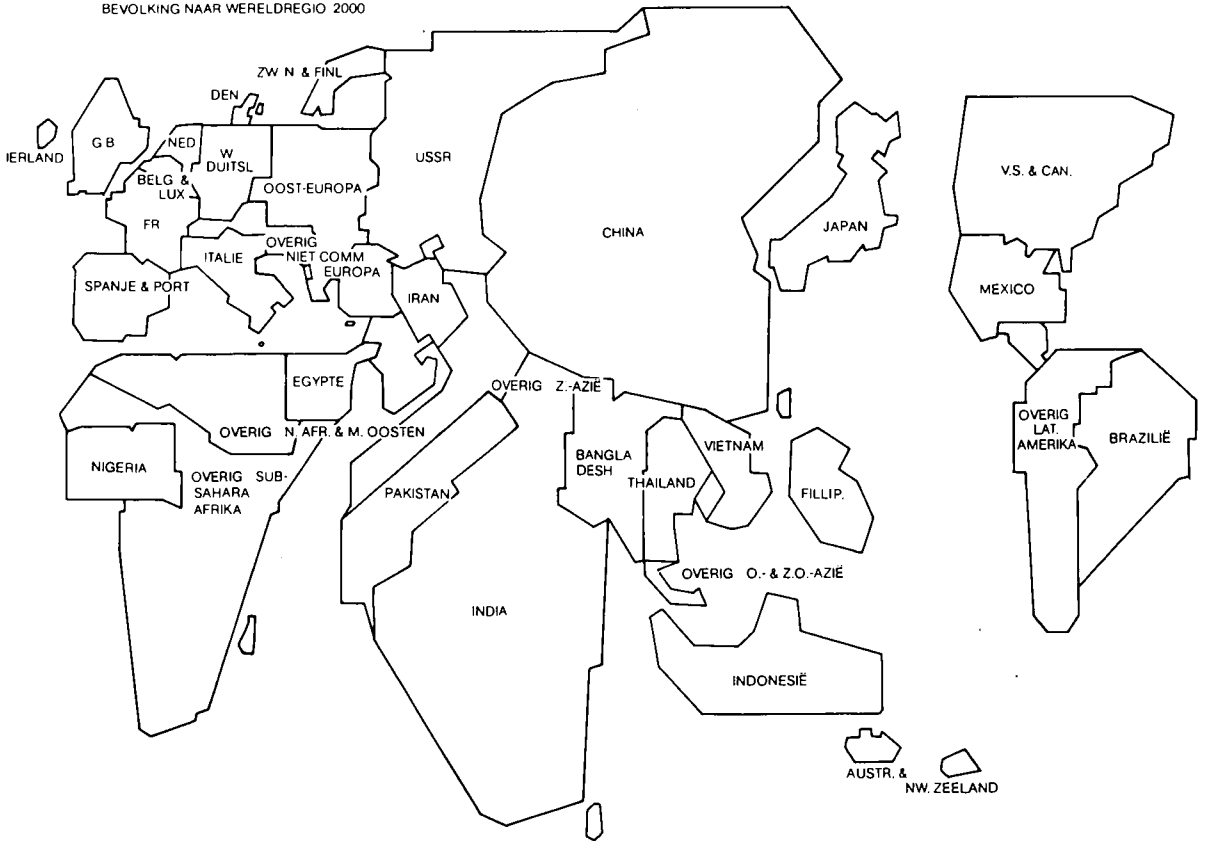 BEVOLKING NAAR WERELDREGIO 2000
ZW N & FINL
DEN
IERLAND
G B
NED
W
DUITSL
BELG &
LUX
OOST-EUROPA
USSR
FR
OVERIG
NIET COMM
EUROPA
ITALIE
SPANJE & PORT
IRAN
CHINA
JAPAN
V.S. & CAN.
MEXICO
EGYPTE
OVERIG Z.-AZIË
OVERIG N. AFR. & M. OOSTEN
NIGERIA
OVERIG SUB-
SAHARA
AFRIKA
PAKISTAN
BANGLA
DESH
THAILAND
VIETNAM
FILLIP.
OVERIG
LAT.
AMERIKA
BRAZILIË
OVERIG O.- & Z.O.-AZIË
INDIA
INDONESIË
AUSTR. &
NW. ZEELAND